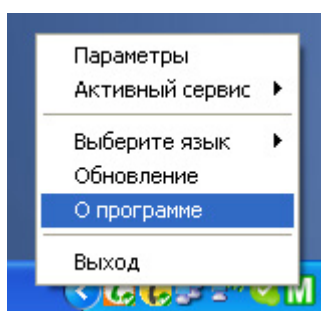 Параметры
Активный сервис
Выберите язык
Обновление
О программе
Выход
M